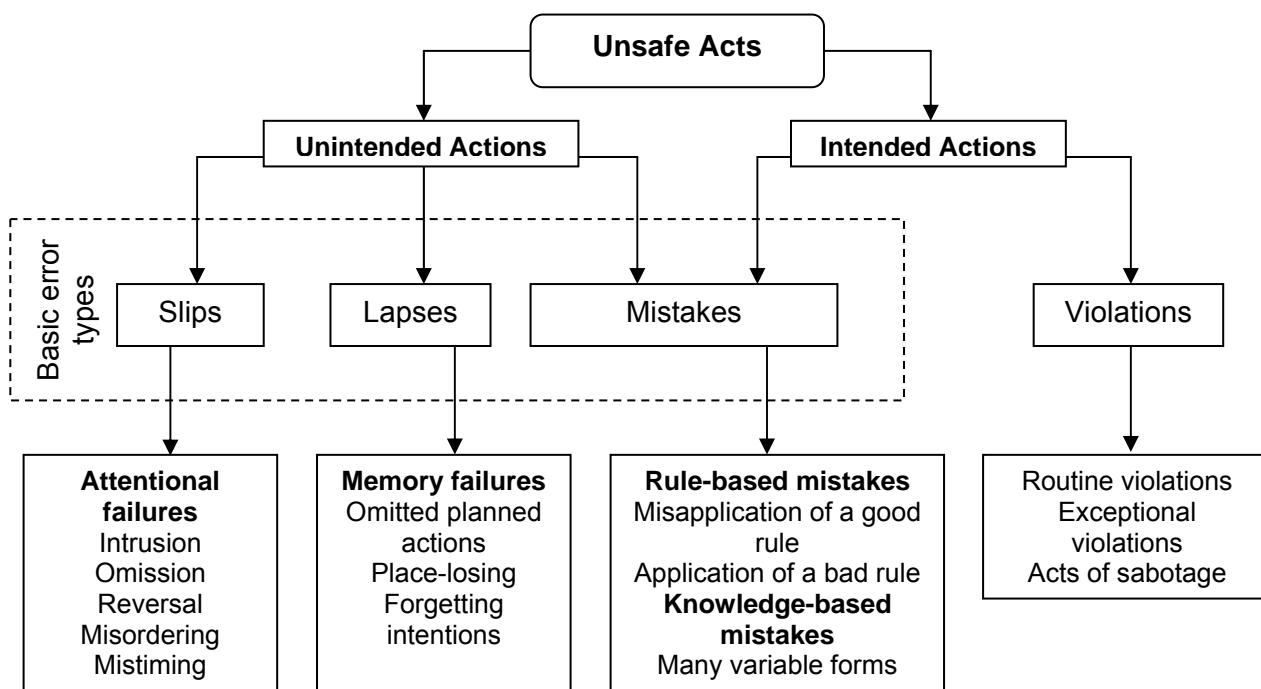 Unsafe Acts
Unintended Actions
Intended Actions
Basic error
types
Slips
Lapses
Mistakes
Violations
Attentional
failures
Intrusion
Omission
Reversal
Misordering
Mistiming
Memory failures
Omitted planned
actions
Place-losing
Forgetting
intentions
Rule-based mistakes
Misapplication of a good
rule
Application of a bad rule
Knowledge-based
mistakes
Many variable forms
Routine violations
Exceptional
violations
Acts of sabotage